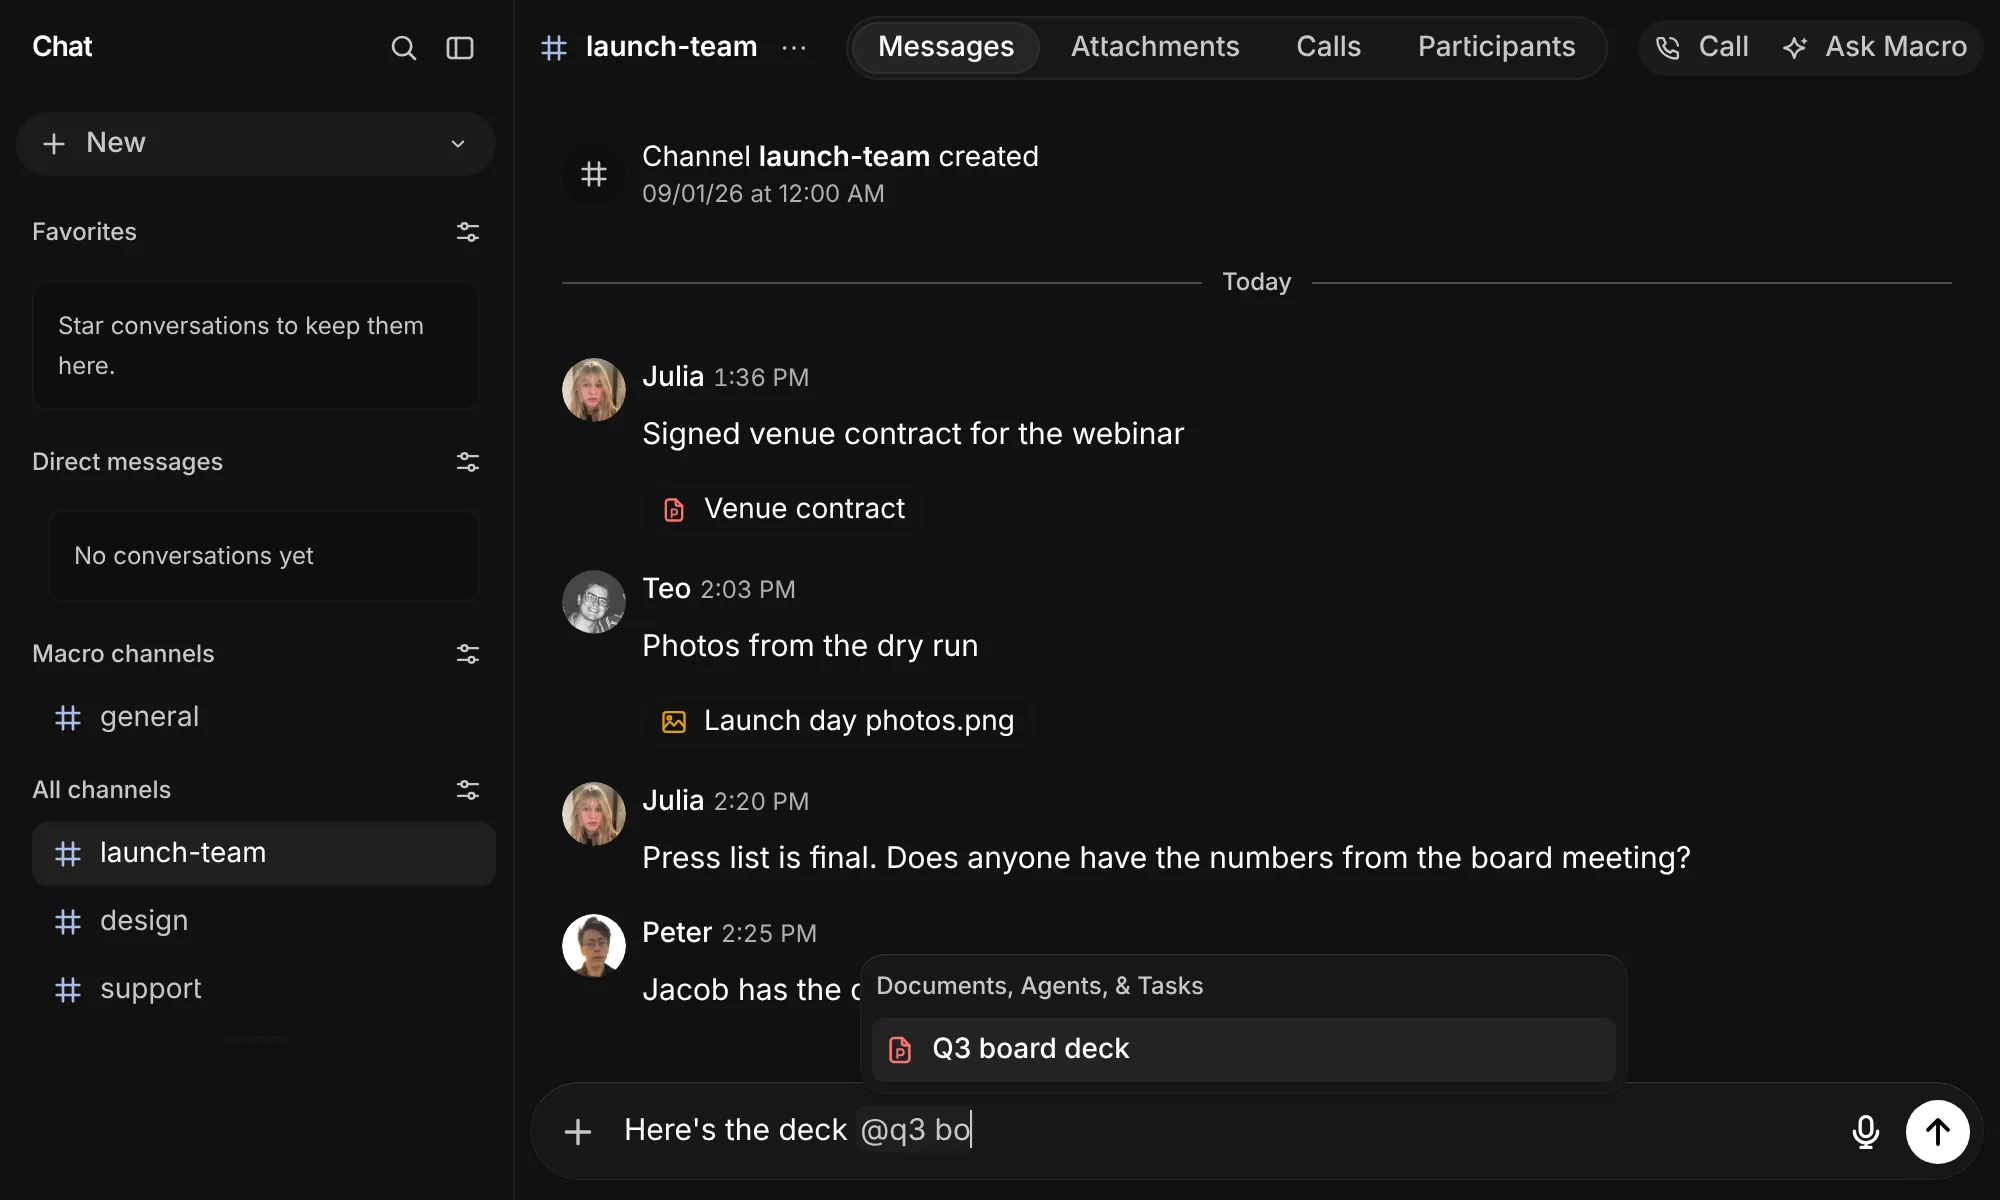 Chat
New
Favorites
Star conversations to keep them
here.
Direct messages
No conversations yet
Macro channels
general
All channels
launch-team
design
support
launch-team
Messages
Attachments
Calls
Participants
Call
Ask Macro
Channel launch-team created
09/01/26 at 12:00 AM
Today
Julia 1:36 PM
Signed venue contract for the webinar
Venue contract
Teo 2:03 PM
Photos from the dry run
Launch day photos.png
Julia 2:20 PM
Press list is final. Does anyone have the numbers from the board meeting?
Peter 2:25 PM
Jacob has the
Documents, Agents, & Tasks
Q3 board deck
Here's the deck @q3 bo